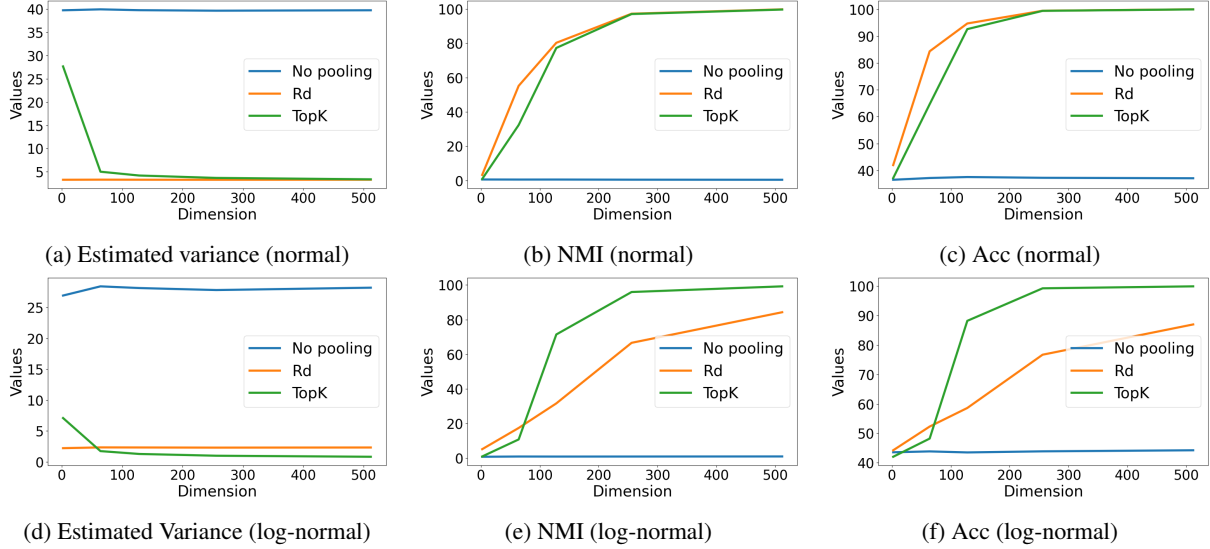 40
35
30
25
20
15
10
5
Values
No pooling
Rd
TopK
0 100 200 300 400 500
Dimension
(a) Estimated variance (normal)
100
80
60
40
20
0
Values
No pooling
Rd
TopK
0 100 200 300 400 500
Dimension
(b) NMI (normal)
100
90
80
70
60
50
40
Values
No pooling
Rd
TopK
0 100 200 300 400 500
Dimension
(c) Acc (normal)
25
20
15
10
5
0
Values
No pooling
Rd
TopK
0 100 200 300 400 500
Dimension
(d) Estimated Variance (log-normal)
100
80
60
40
20
0
Values
No pooling
Rd
TopK
0 100 200 300 400 500
Dimension
(e) NMI (log-normal)
100
90
80
70
60
50
40
Values
No pooling
Rd
TopK
0 100 200 300 400 500
Dimension
(f) Acc (log-normal)